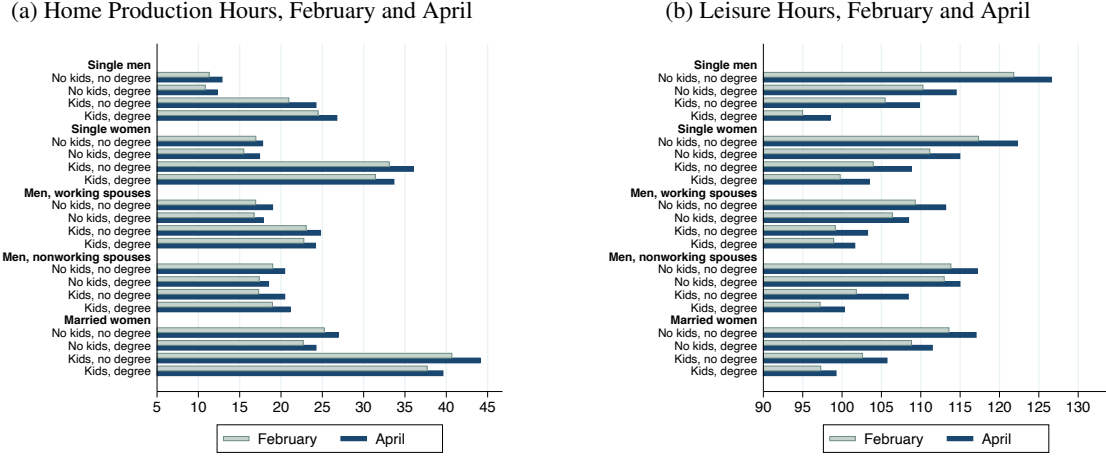 (a) Home Production Hours, February and April
Single men
No kids, no degree
No kids, degree
Kids, no degree
Kids, degree
Single women
No kids, no degree
No kids, degree
Kids, no degree
Kids, degree
Men, working spouses
No kids, no degree
No kids, degree
Kids, no degree
Kids, degree
Men, nonworking spouses
No kids, no degree
No kids, degree
Kids, no degree
Kids, degree
Married women
No kids, no degree
No kids, degree
Kids, no degree
Kids, degree
5 10 15 20 25 30 35 40 45
February April
(b) Leisure Hours, February and April
Single men
No kids, no degree
No kids, degree
Kids, no degree
Kids, degree
Single women
No kids, no degree
No kids, degree
Kids, no degree
Kids, degree
Men, working spouses
No kids, no degree
No kids, degree
Kids, no degree
Kids, degree
Men, nonworking spouses
No kids, no degree
No kids, degree
Kids, no degree
Kids, degree
Married women
No kids, no degree
No kids, degree
Kids, no degree
Kids, degree
90 95 100 105 110 115 120 125 130
February April